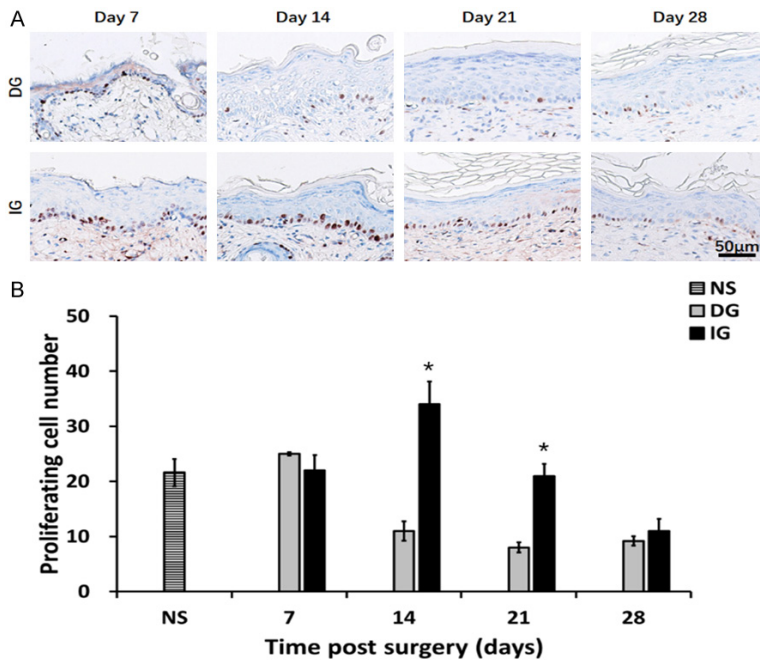 A
Day 7
Day 14
Day 21
Day 28
DG
IG
50μm
B
NS
DG
IG
Proliferating cell number
50
40
30
20
10
0
*
*
NS
7
14
21
28
Time post surgery (days)